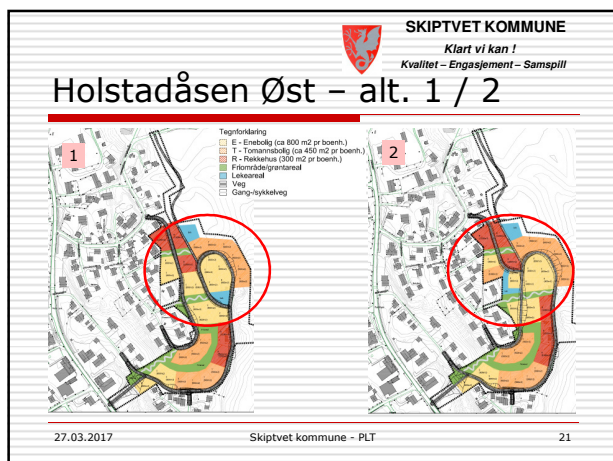 SKIPTVET KOMMUNE
Klart vi kan !
Kvalitet – Engasjement – Samspill
Holstadåsen Øst – alt. 1 / 2
1
Tegnforklaring
E - Enebolig (ca 800 m2 pr boenh.)
T - Tomannsbolig (ca 450 m2 pr boenh.)
R - Rekkehus (300 m2 pr boenh.)
Friområde/grøntareal
Lekeareal
Veg
Gang-/sykkelveg
2
27.03.2017
Skiptvet kommune - PLT
21